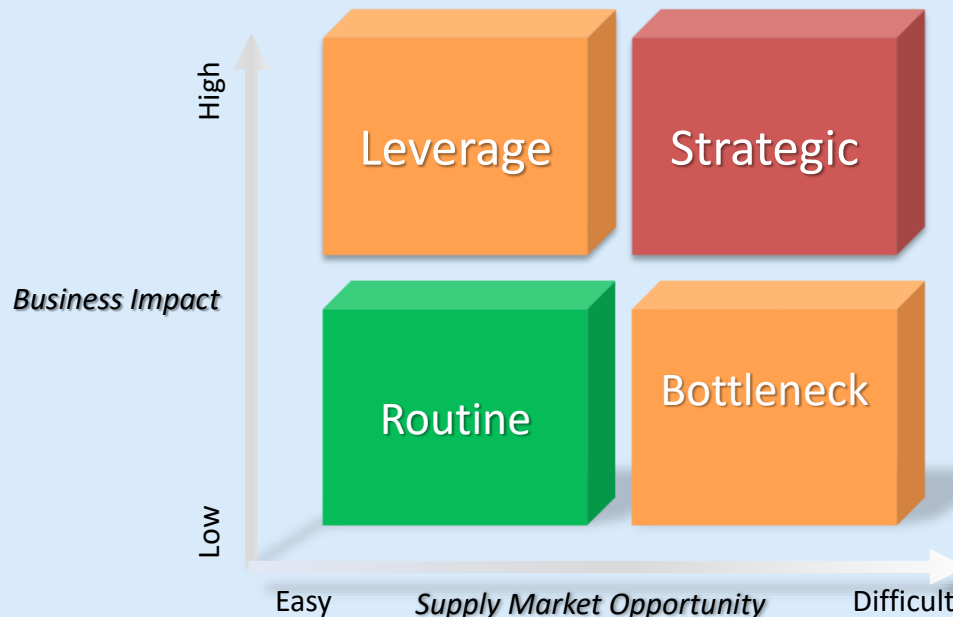 High
Leverage
Strategic
Business Impact
Routine
Bottleneck
Low
Easy
Supply Market Opportunity
Difficult